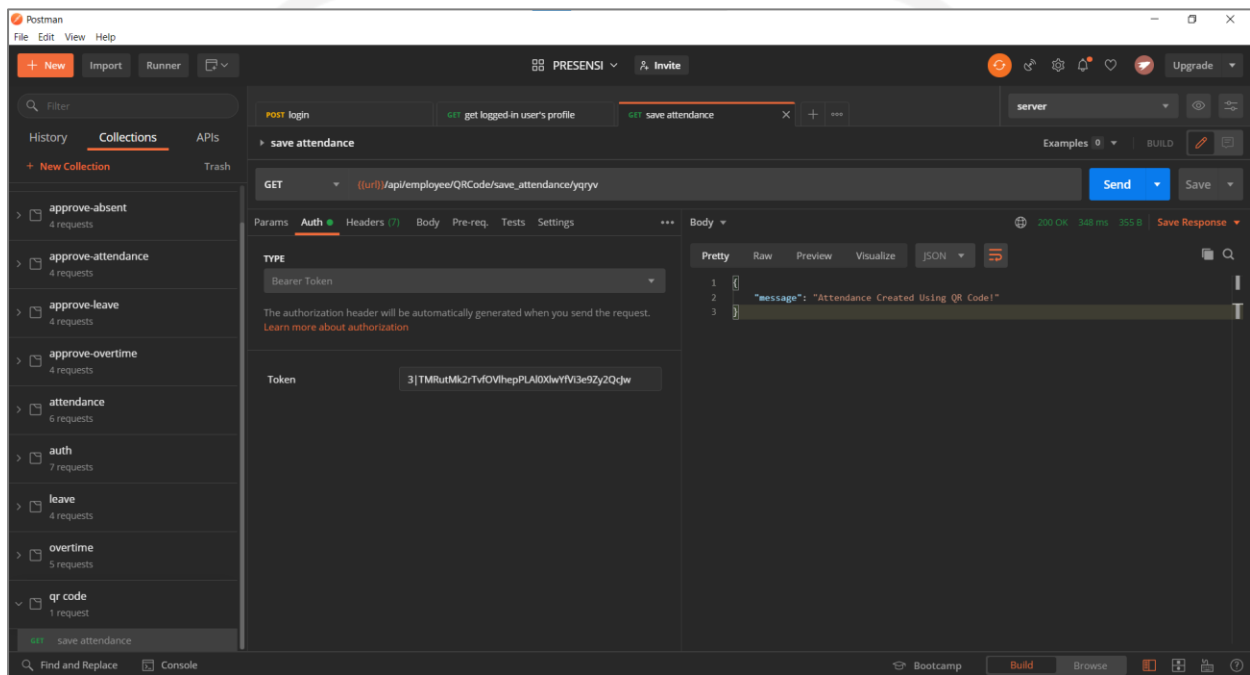 Postman
File Edit View Help
New Import Runner PRESENSI Invite Upgrade
Filter
History Collections APIs
+ New Collection Trash
approve-absent
4 requests
approve-attendance
4 requests
approve-leave
4 requests
approve-overtime
4 requests
attendance
6 requests
auth
7 requests
leave
4 requests
overtime
5 requests
qr code
1 request
GET save attendance
POST login GET get logged-in user's profile GET save attendance
server
save attendance
Examples 0 BUILD
GET {{url}}/api/employee/QRCode/save_attendance/yqryv Send Save
Params Auth Headers (7) Body Pre-req. Tests Settings
TYPE
Bearer Token
The authorization header will be automatically generated when you send the request.
Learn more about authorization
Token
Body 200 OK 348 ms 355 B Save Response
Pretty Raw Preview Visualize JSON
1 {
2 "message": "Attendance Created Using QR Code!"
3 }
Find and Replace Console Bootcamp Build Browse